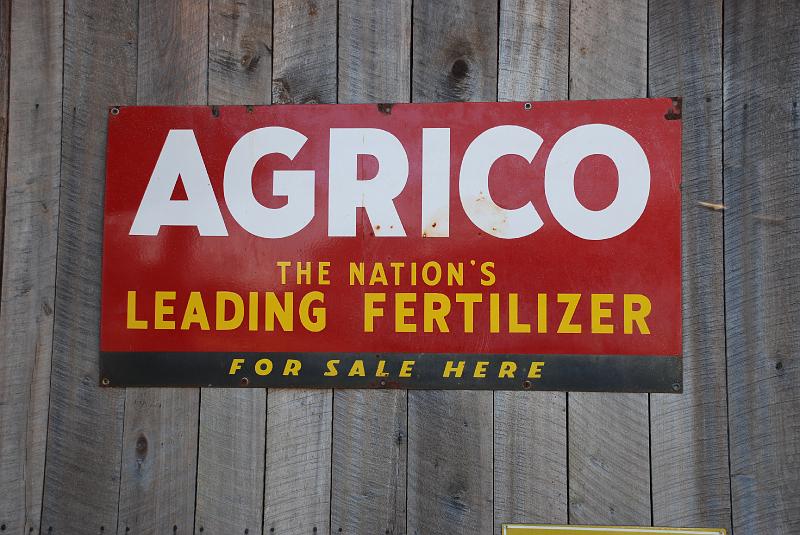 AGRICO
THE NATION'S
LEADING FERTILIZER
FOR SALE HERE